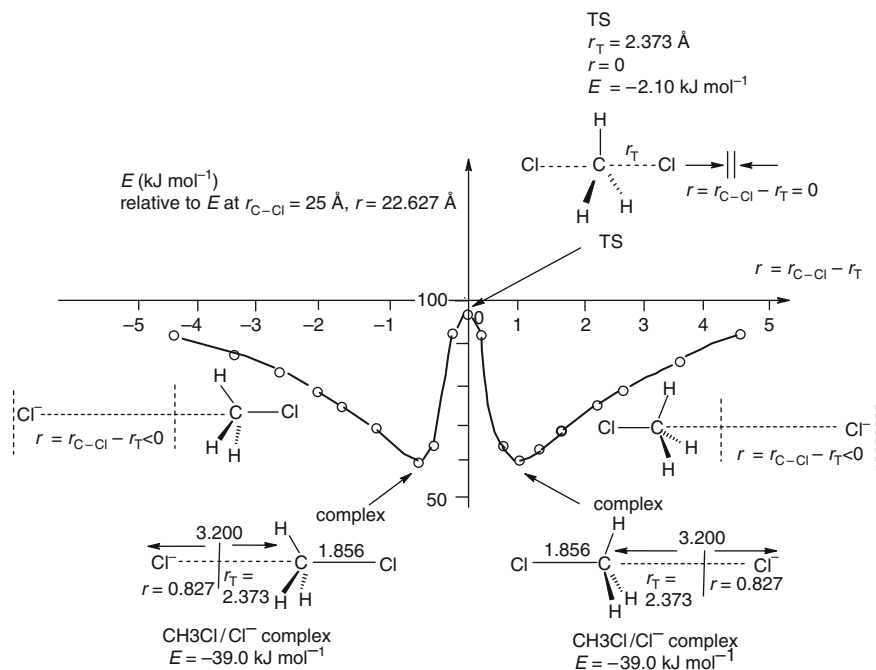 TS
r_T = 2.373 Å
r = 0
E = −2.10 kJ mol⁻¹
H
Cl C r_T Cl
H H
r = r_C−Cl − r_T = 0
E (kJ mol⁻¹)
relative to E at r_C−Cl = 25 Å, r = 22.627 Å
TS
r = r_C−Cl − r_T
100
0
−5 −4 −3 −2 −1 1 2 3 4 5
H
Cl⁻ C Cl
H H
r = r_C−Cl − r_T<0
H
Cl C H Cl⁻
H
r = r_C−Cl − r_T<0
50
complex
complex
3.200
H
1.856
Cl⁻ C Cl
r = 0.827
r_T =
2.373
H H
CH3Cl/Cl⁻ complex
E = −39.0 kJ mol⁻¹
H
1.856
3.200
Cl C Cl⁻
H
H
r_T =
2.373
r = 0.827
CH3Cl/Cl⁻ complex
E = −39.0 kJ mol⁻¹